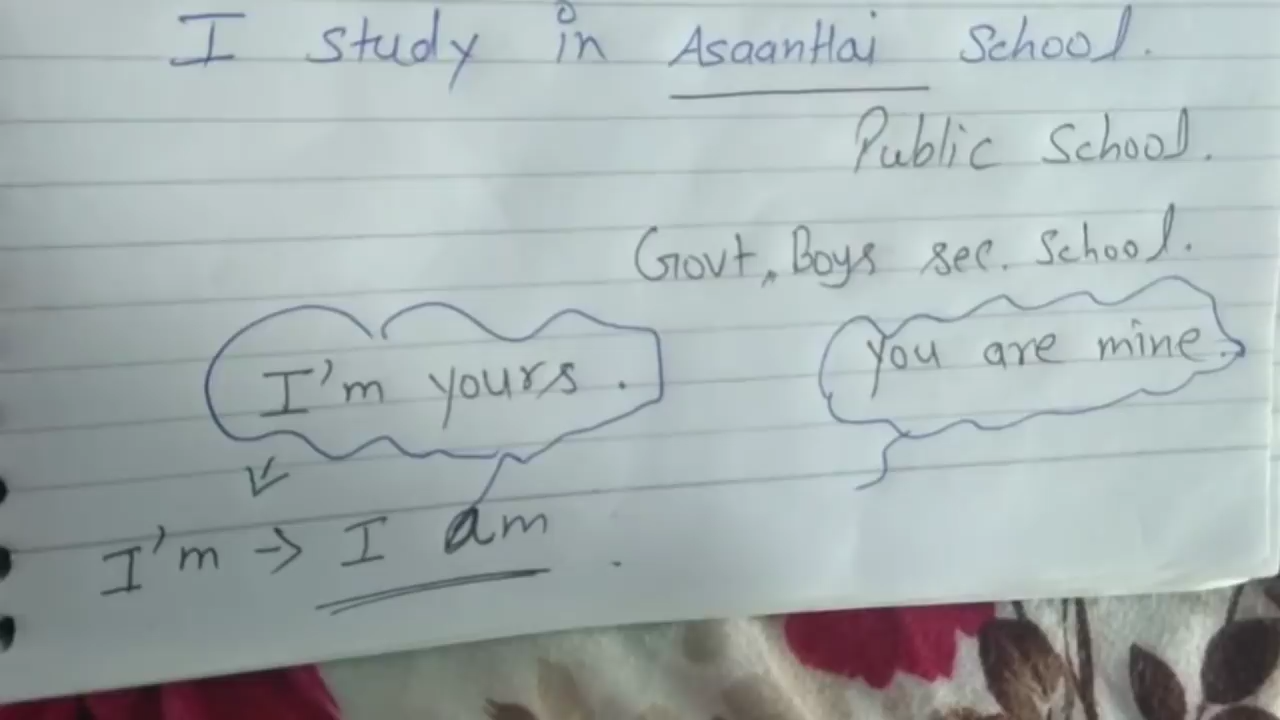 I study in AsaanHai School.
Public School.
Govt. Boys sec. School.
I'm yours.
you are mine.
I'm → I am